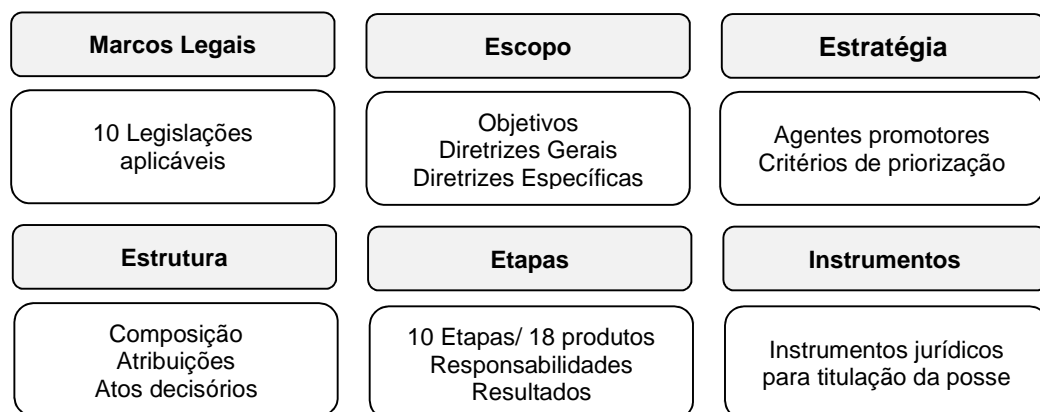 Marcos Legais
10 Legislações
aplicáveis
Escopo
Objetivos
Diretrizes Gerais
Diretrizes Específicas
Estratégia
Agentes promotores
Critérios de priorização
Estrutura
Composição
Atribuições
Atos decisórios
Etapas
10 Etapas/ 18 produtos
Responsabilidades
Resultados
Instrumentos
Instrumentos jurídicos
para titulação da posse